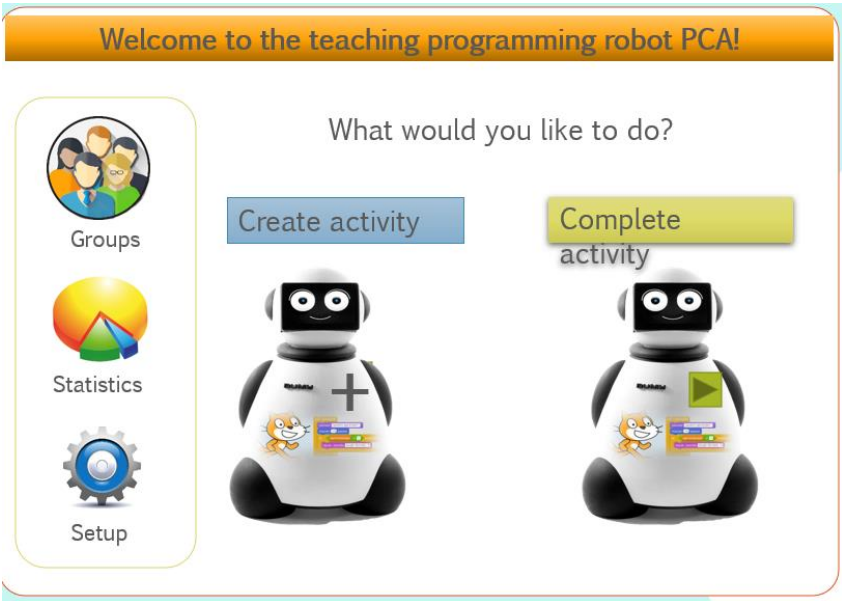 Welcome to the teaching programming robot PCA!
What would you like to do?
Groups
Statistics
Setup
Create activity
Complete
activity